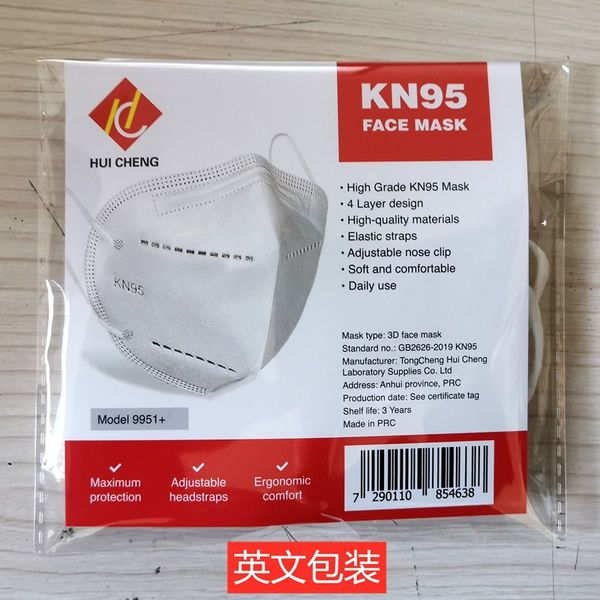 HC
HUI CHENG
KN95
FACE MASK
· High Grade KN95 Mask
· 4 Layer design
· High-quality materials
· Elastic straps
· Adjustable nose clip
· Soft and comfortable
· Daily use
KN95
Mask type: 3D face mask
Standard no.: GB2626-2019 KN95
Manufacturer: TongCheng Hui Cheng
Laboratory Supplies Co. Ltd
Address: Anhui province, PRC
Production date: See certificate tag
Shelf life: 3 Years
Made in PRC
Model 9951+
Maximum
protection
Adjustable
headstraps
Ergonomic
comfort
7 290110 854638
英文包装